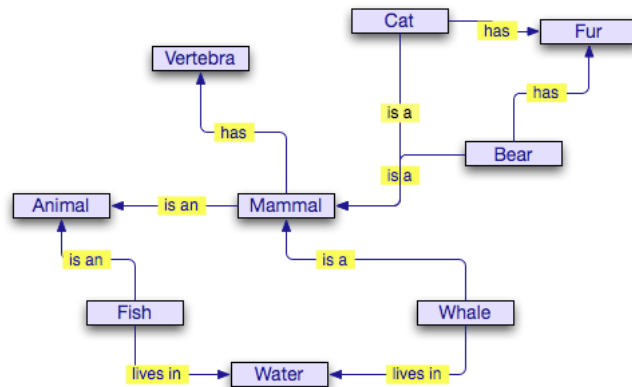 Cat
has
Fur
Vertebra
is a
has
has
Bear
is a
Animal
is an
Mammal
is an
is a
Fish
Whale
lives in
Water
lives in